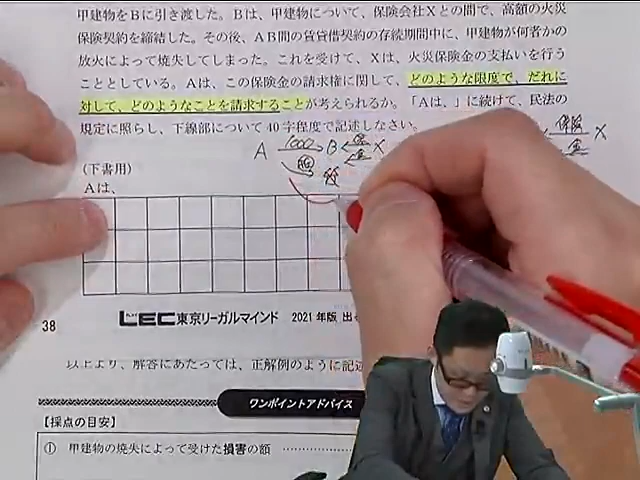 甲建物をBに引き渡した。Bは、甲建物について、保険会社Xとの間で、高額の火災
保険契約を締結した。その後、AB間の賃貸借契約の存続期間中に、甲建物が何者かの
放火によって焼失してしまった。これを受けて、Xは、火災保険金の支払いを行う
こととしている。Aは、この保険金の請求権に関して、どのような限度で、だれに
対して、どのようなことを請求することが考えられるか。「Aは、」に続けて、民法の
規定に照らし、下線部について40字程度で記述しなさい。
A B X
保険 X
金
(下書用)
Aは、
38
LEC東京リーガルマインド 2021年版 出
以上より、解答にあたっては、正解例のように記述
ワンポイントアドバイス
【採点の目安】
① 甲建物の焼失によって受けた損害の額